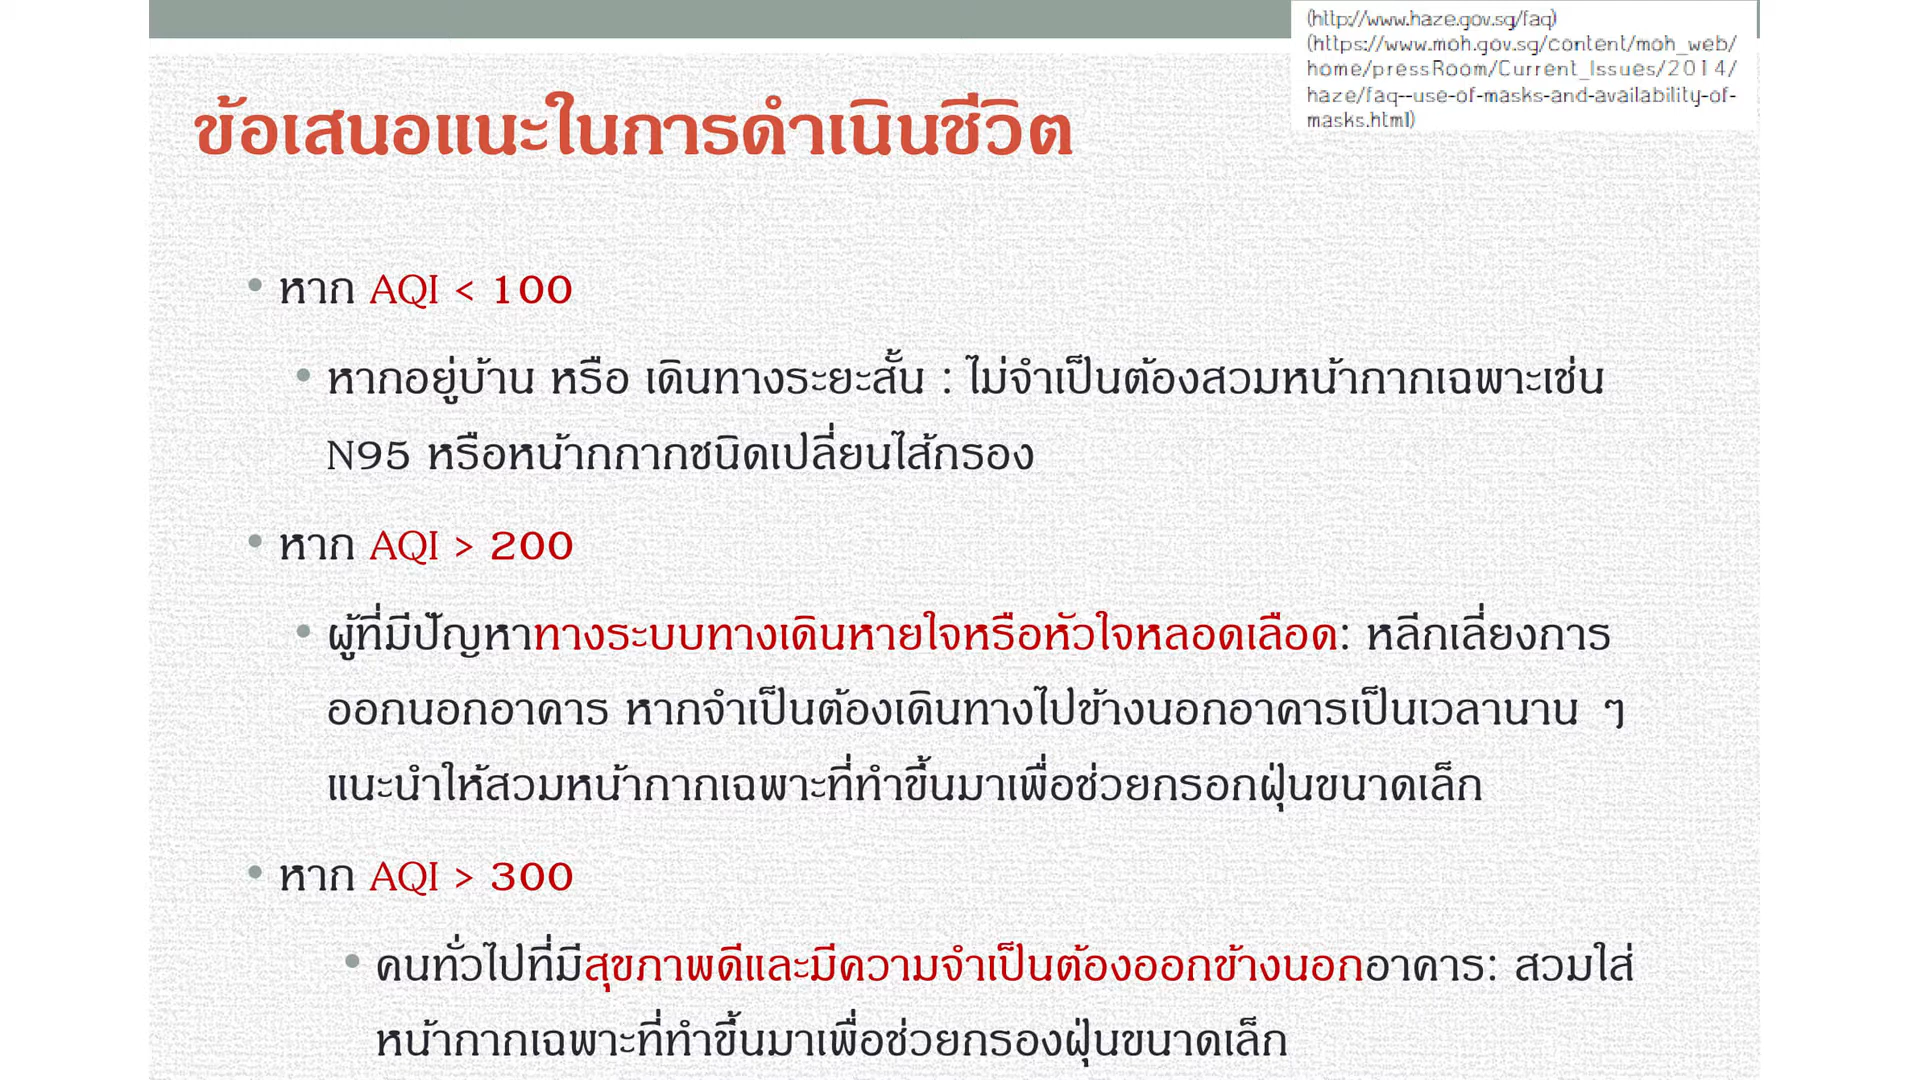 (http://www.haze.gov.sg/faq)
(https://www.moh.gov.sg/content/moh_web/
home/pressRoom/Current_Issues/2014/
haze/faq--use-of-masks-and-availability-of-
masks.html)
ข้อเสนอแนะในการดำเนินชีวิต
• หาก AQI < 100
• หากอยู่บ้าน หรือ เดินทางระยะสั้น : ไม่จำเป็นต้องสวมหน้ากากเฉพาะเช่น
N95 หรือหน้ากกากชนิดเปลี่ยนไส้กรอง
• หาก AQI > 200
• ผู้ที่มีปัญหาทางระบบทางเดินหายใจหรือหัวใจหลอดเลือด: หลีกเลี่ยงการ
ออกนอกอาคาร หากจำเป็นต้องเดินทางไปข้างนอกอาคารเป็นเวลานาน ๆ
แนะนำให้สวมหน้ากากเฉพาะที่ทำขึ้นมาเพื่อช่วยกรอกฝุ่นขนาดเล็ก
• หาก AQI > 300
• คนทั่วไปที่มีสุขภาพดีและมีความจำเป็นต้องออกข้างนอกอาคาร: สวมใส่
หน้ากากเฉพาะที่ทำขึ้นมาเพื่อช่วยกรองฝุ่นขนาดเล็ก